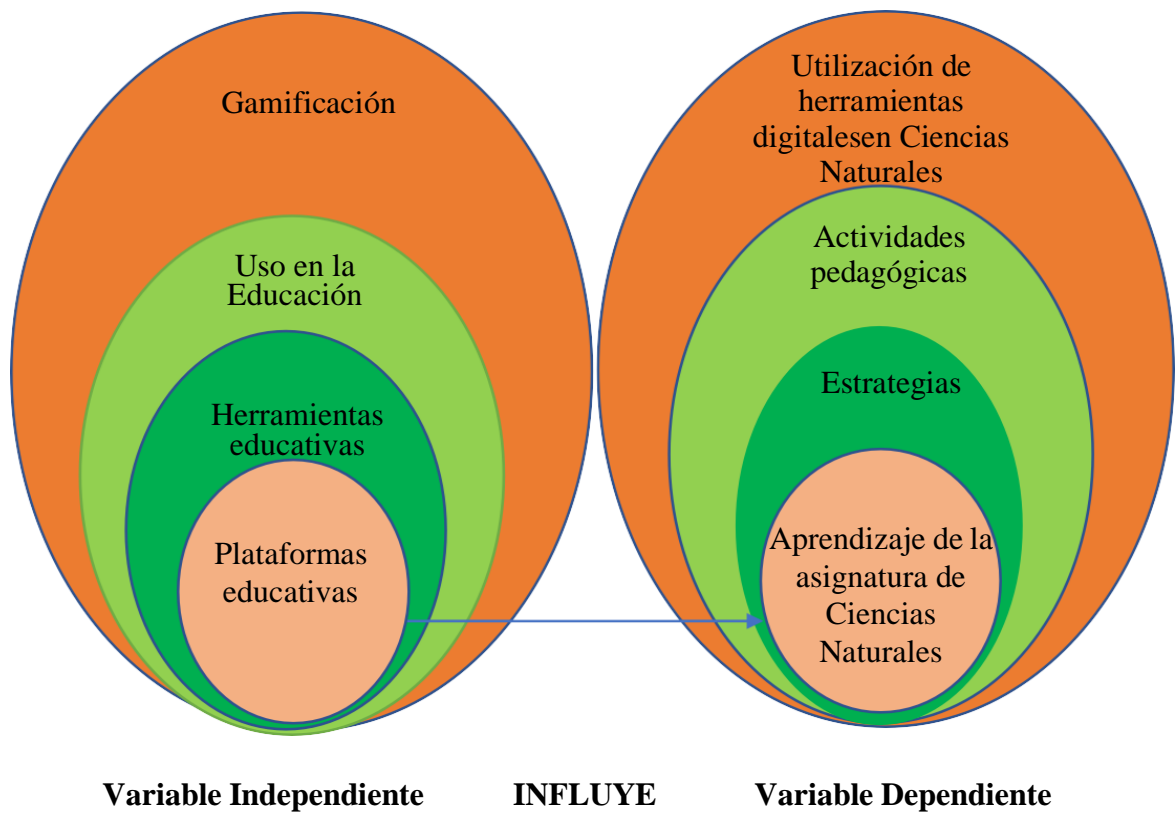 Gamificación
Uso en la
Educación
Herramientas
educativas
Plataformas
educativas
Utilización de
herramientas
digitalesen Ciencias
Naturales
Actividades
pedagógicas
Estrategias
Aprendizaje de la
asignatura de
Ciencias
Naturales
Variable Independiente INFLUYE Variable Dependiente